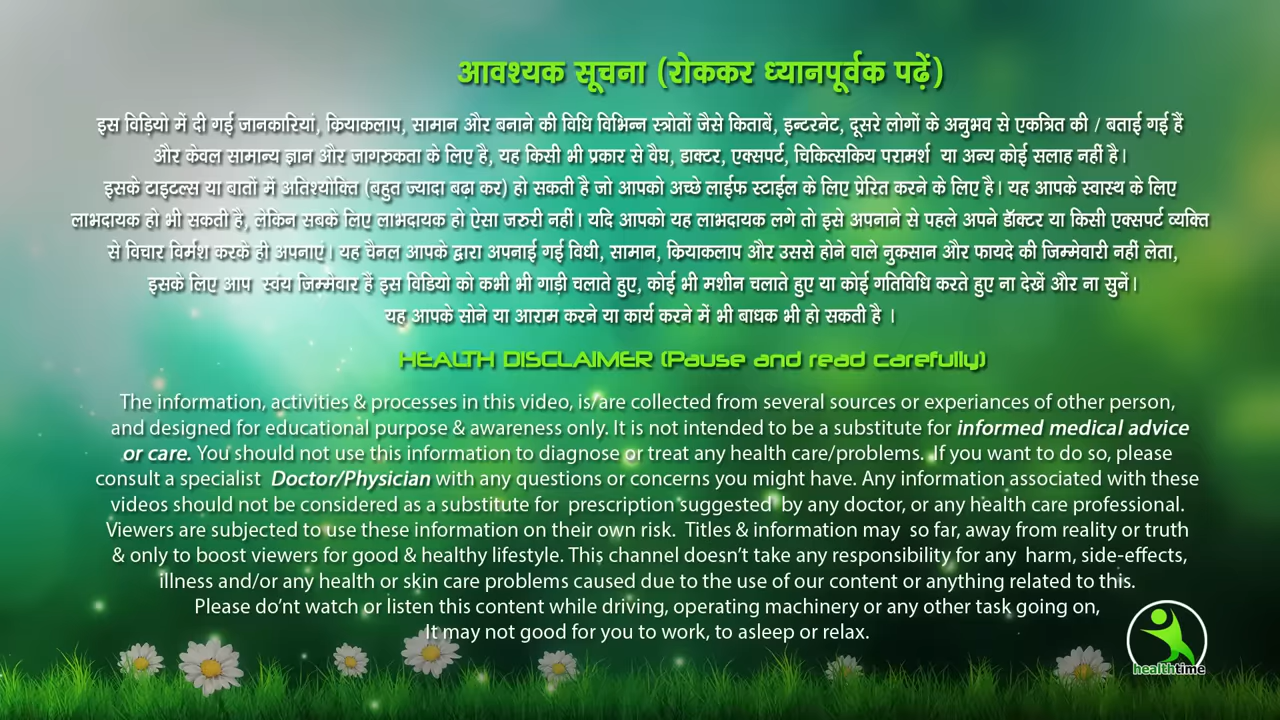 आवश्यक सूचना (रोककर ध्यानपूर्वक पढ़ें)
इस विड़ियो में दी गई जानकारियां, कियाकलाप, सामान और बनाने की विधि विभिन्न स्त्रोतों जैसे किताबें, इन्टरनेट, दूसरे लोगों के अनुभव से एकत्रित की / बताई गई हैं
और केवल सामान्य ज्ञान और जागरुकता के लिए है, यह किसी भी प्रकार से वैघ, डाक्टर, एक्सपर्ट, चिकित्सकिय परामर्श या अन्य कोई सलाह नहीं है।
इसके टाइटल्स या बातों में अतिश्योक्ति (बहुत ज्यादा बढ़ा कर) हो सकती है जो आपको अच्छे लाईफ स्टाईल के लिए प्रेरित करने के लिए है। यह आपके स्वास्थ के लिए
लाभदायक हो भी सकती है, लेकिन सबके लिए लाभदायक हो ऐसा जरुरी नहीं। यदि आपको यह लाभदायक लगे तो इसे अपनाने से पहले अपने डॉक्टर या किसी एक्सपर्ट व्यक्ति
से विचार विर्मश करके ही अपनाएं। यह चैनल आपके द्वारा अपनाई गई विधी, सामान, कियाकलाप और उससे होने वाले नुकसान और फायदे की जिम्मेवारी नहीं लेता,
इसके लिए आप स्वंय जिम्मेवार हैं इस विडियो को कभी भी गाड़ी चलाते हुए, कोई भी मशीन चलाते हुए या कोई गतिविधि करते हुए ना देखें और ना सुनें।
यह आपके सोने या आराम करने या कार्य करने में भी बाधक भी हो सकती है ।
HEALTH DISCLAIMER (Pause and read carefully)
The information, activities & processes in this video, is/are collected from several sources or experiances of other person,
and designed for educational purpose & awareness only. It is not intended to be a substitute for informed medical advice
or care. You should not use this information to diagnose or treat any health care/problems. If you want to do so, please
consult a specialist Doctor/Physician with any questions or concerns you might have. Any information associated with these
videos should not be considered as a substitute for prescription suggested by any doctor, or any health care professional.
Viewers are subjected to use these information on their own risk. Titles & information may so far, away from reality or truth
& only to boost viewers for good & healthy lifestyle. This channel doesn't take any responsibility for any harm, side-effects,
illness and/or any health or skin care problems caused due to the use of our content or anything related to this.
Please do'nt watch or listen this content while driving, operating machinery or any other task going on,
It may not good for you to work, to asleep or relax.
healthtime